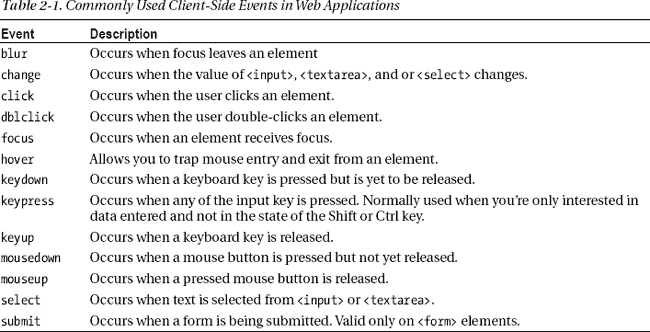 Table 2-1. Commonly Used Client-Side Events in Web Applications
Event Description
blur Occurs when focus leaves an element
change Occurs when the value of <input>, <textarea>, and or <select> changes.
click Occurs when the user clicks an element.
dblclick Occurs when the user double-clicks an element.
focus Occurs when an element receives focus.
hover Allows you to trap mouse entry and exit from an element.
keydown Occurs when a keyboard key is pressed but is yet to be released.
keypress Occurs when any of the input key is pressed. Normally used when you're only interested in
data entered and not in the state of the Shift or Ctrl key.
keyup Occurs when a keyboard key is released.
mousedown Occurs when a mouse button is pressed but not yet released.
mouseup Occurs when a pressed mouse button is released.
select Occurs when text is selected from <input> or <textarea>.
submit Occurs when a form is being submitted. Valid only on <form> elements.